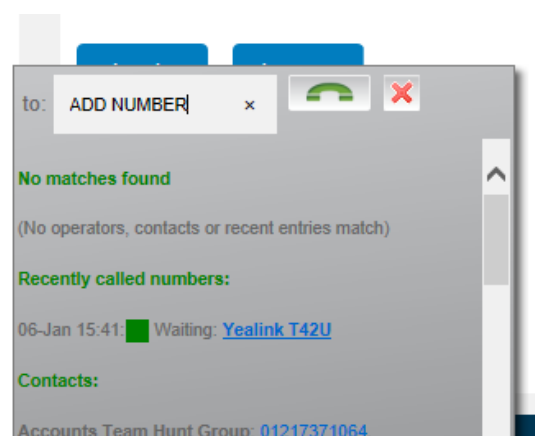 to: ADD NUMBER ×
No matches found
(No operators, contacts or recent entries match)
Recently called numbers:
06-Jan 15:41: Waiting: Yealink T42U
Contacts:
Accounts Team Hunt Group: 01217371064